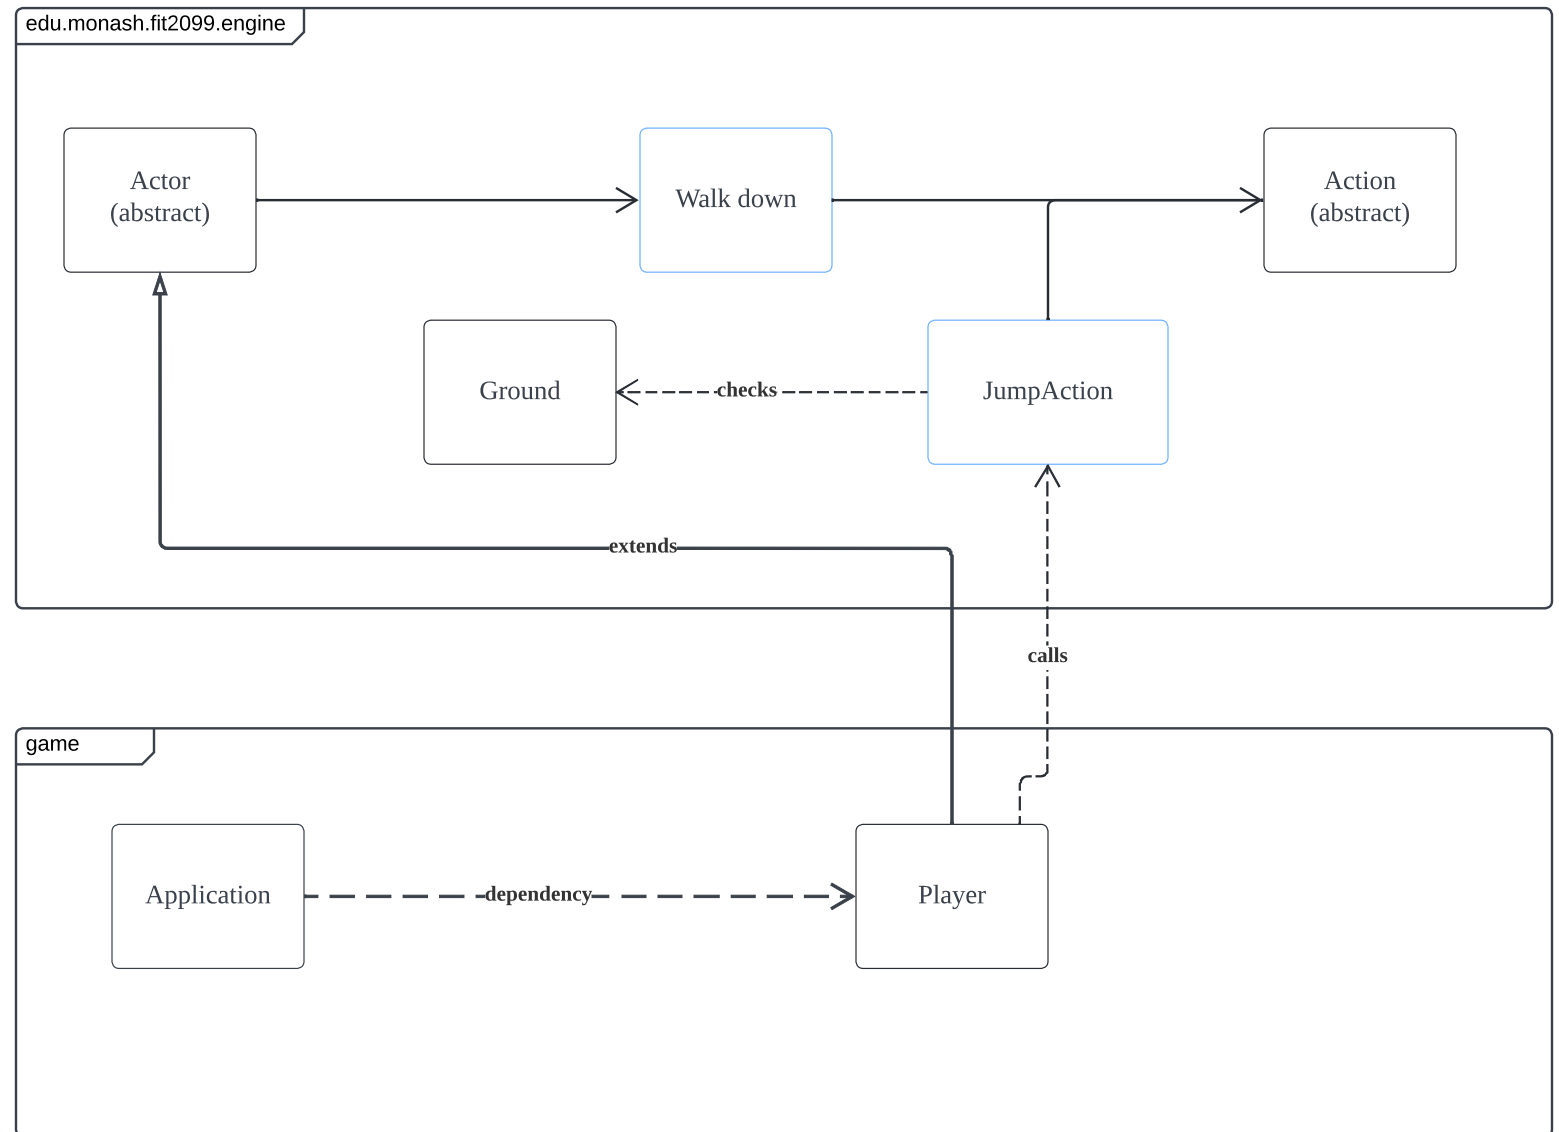 edu.monash.fit2099.engine
Actor
(abstract)
Walk down
Action
(abstract)
Ground
checks
JumpAction
extends
calls
game
Application
dependency
Player